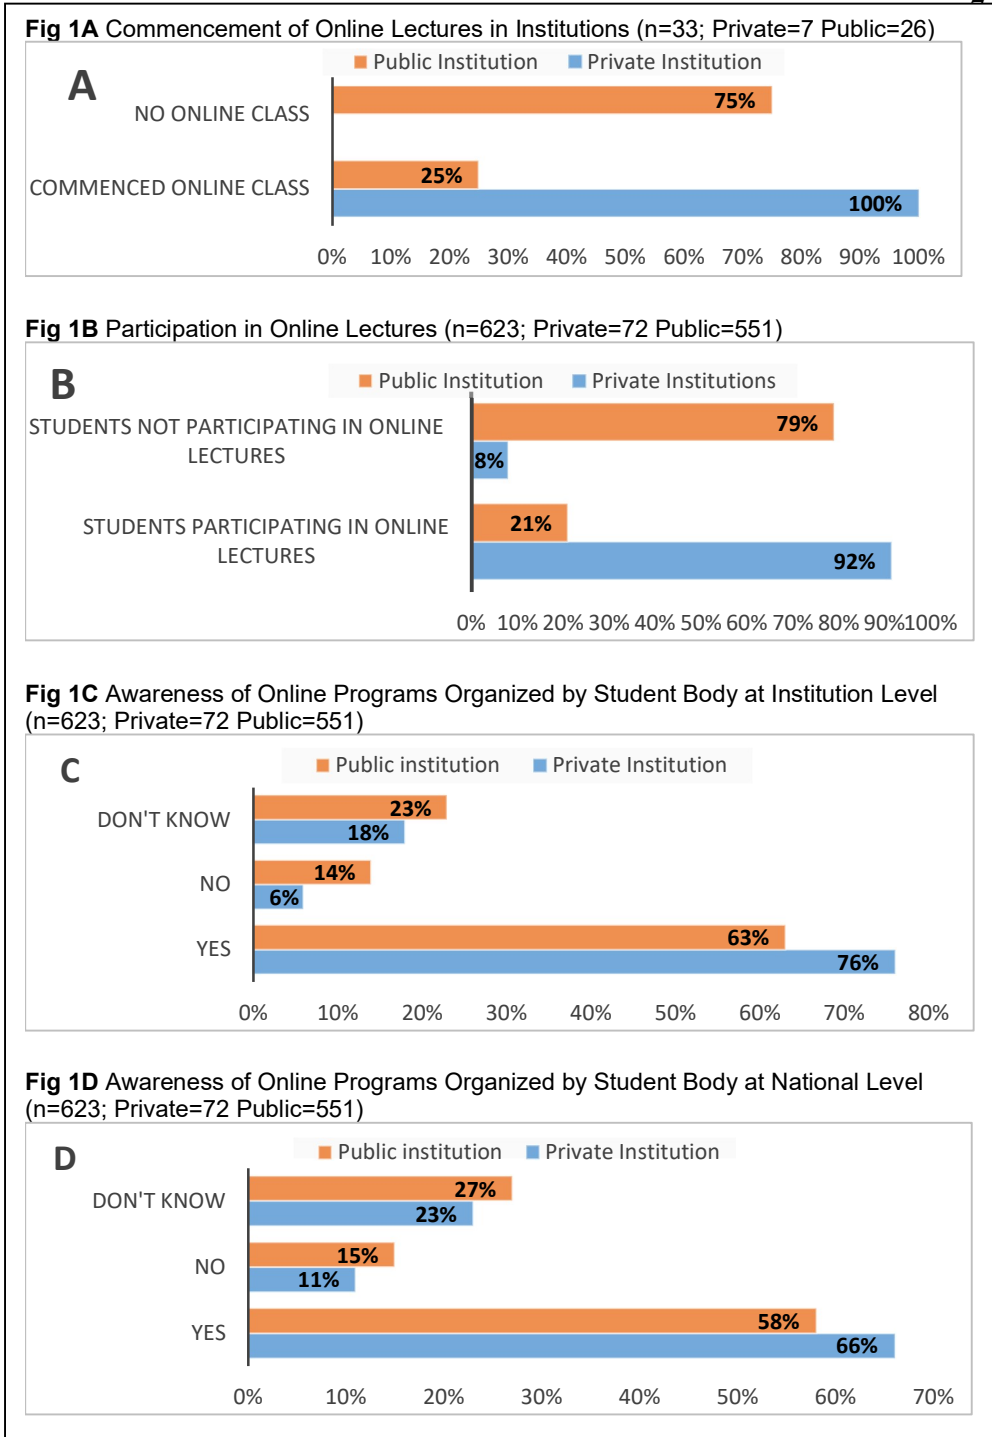 Fig 1A Commencement of Online Lectures in Institutions (n=33; Private=7 Public=26)
A
Public Institution Private Institution
NO ONLINE CLASS
75%
COMMENCED ONLINE CLASS
25%
100%
0% 10% 20% 30% 40% 50% 60% 70% 80% 90% 100%
Fig 1B Participation in Online Lectures (n=623; Private=72 Public=551)
B
Public Institution Private Institutions
STUDENTS NOT PARTICIPATING IN ONLINE
LECTURES
79%
8%
STUDENTS PARTICIPATING IN ONLINE
LECTURES
21%
92%
0% 10% 20% 30% 40% 50% 60% 70% 80% 90% 100%
Fig 1C Awareness of Online Programs Organized by Student Body at Institution Level
(n=623; Private=72 Public=551)
C
Public institution Private Institution
DON'T KNOW
23%
18%
NO
14%
6%
YES
63%
76%
0% 10% 20% 30% 40% 50% 60% 70% 80%
Fig 1D Awareness of Online Programs Organized by Student Body at National Level
(n=623; Private=72 Public=551)
D
Public institution Private Institution
DON'T KNOW
27%
23%
NO
15%
11%
YES
58%
66%
0% 10% 20% 30% 40% 50% 60% 70%